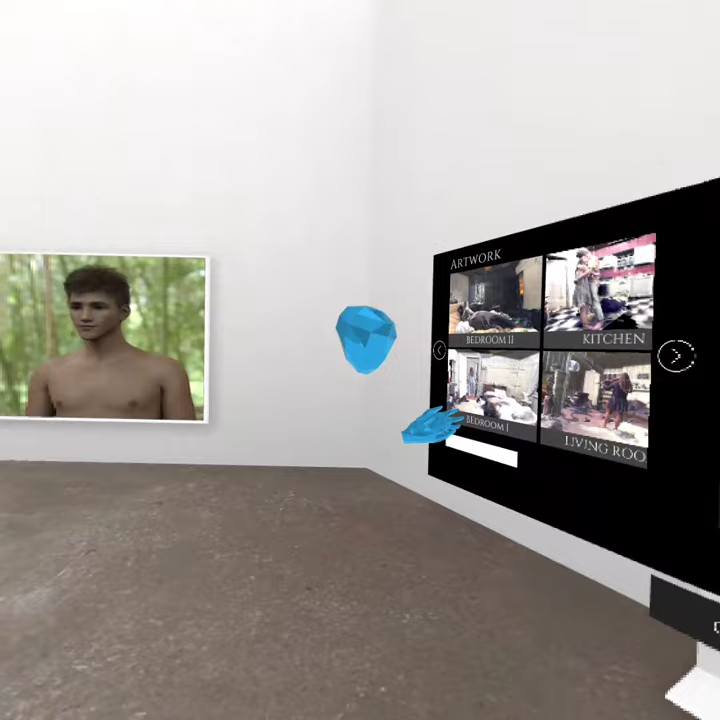 ARTWORK
BEDROOM II
KITCHEN
BEDROOM I
LIVING ROO